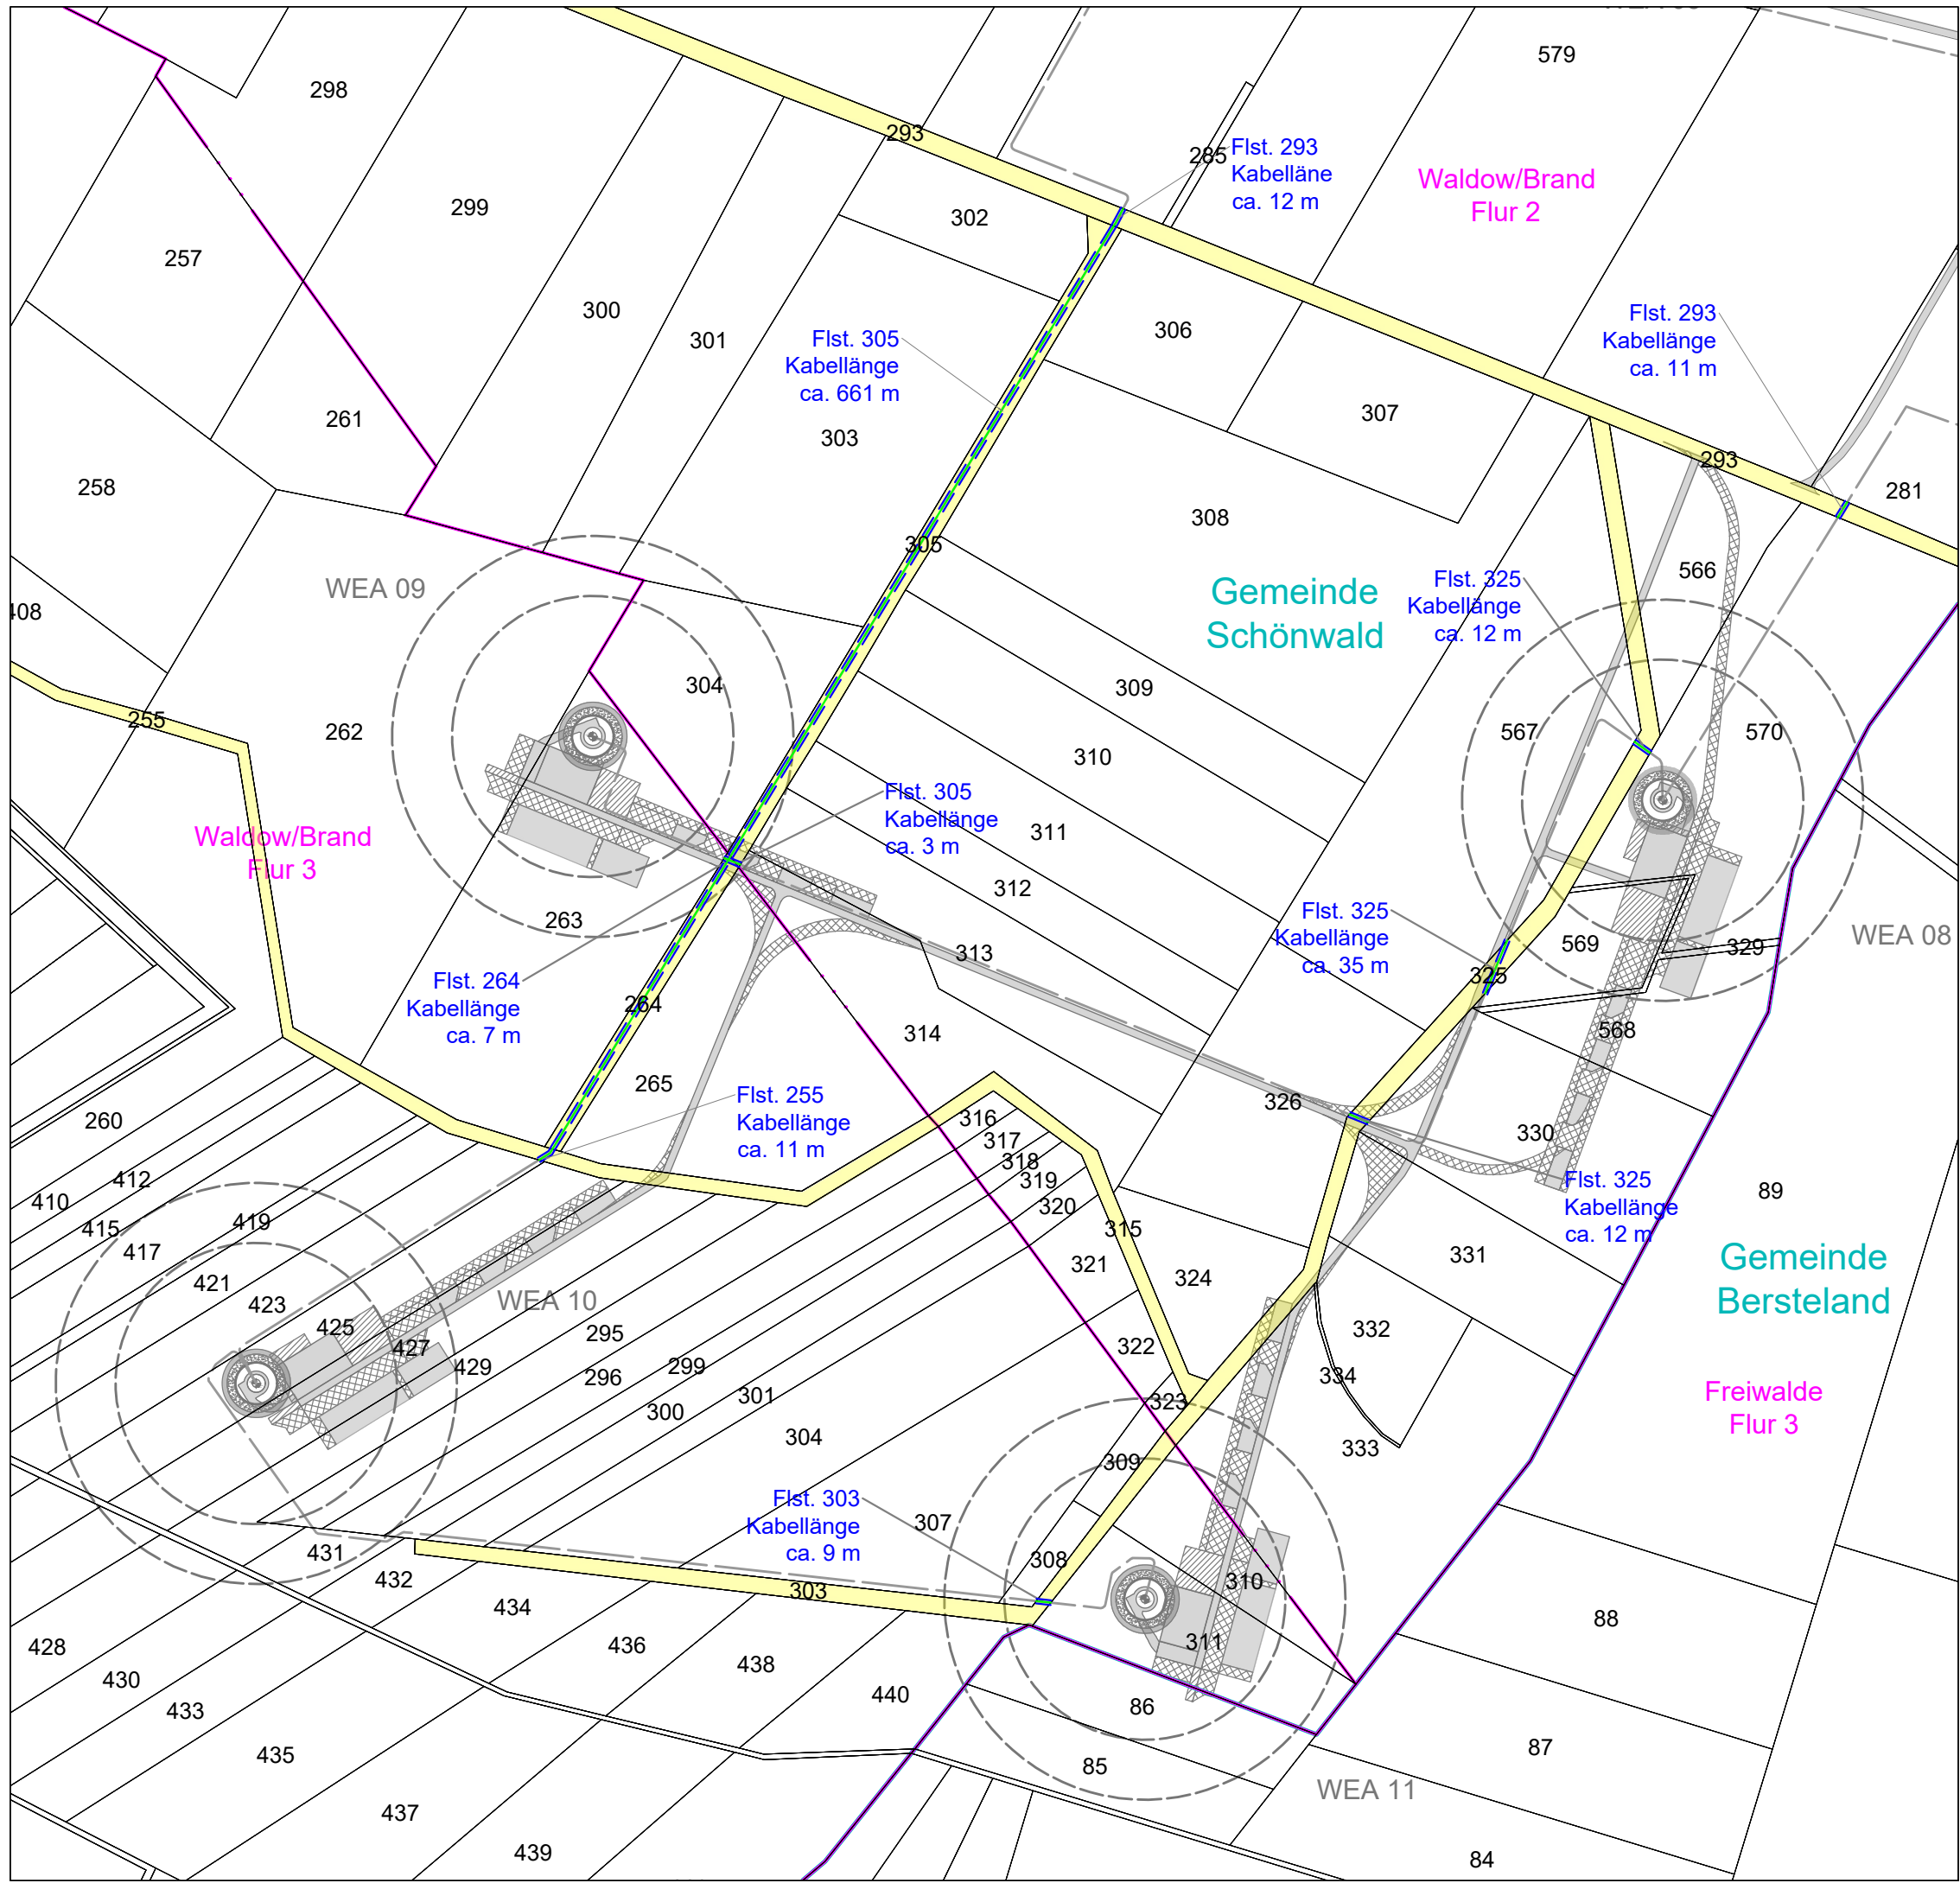 579
298
293
285
Flst. 293
Kabelläne
ca. 12 m
Waldow/Brand
Flur 2
299
302
257
300
306
Flst. 293
Kabellänge
ca. 11 m
301
Flst. 305
Kabellänge
ca. 661 m
303
261
307
293
258
281
308
305
566
Gemeinde
Schönwald
Flst. 325
Kabellänge
ca. 12 m
WEA 09
408
304
309
255
262
310
567
570
Flst. 305
Kabellänge
ca. 3 m
311
Waldow/Brand
Flur 3
312
263
Flst. 325
Kabellänge
ca. 35 m
WEA 08
569
329
313
325
Flst. 264
Kabellänge
ca. 7 m
264
314
568
265
Flst. 255
Kabellänge
ca. 11 m
326
316
260
317
330
318
319
412
Flst. 325
Kabellänge
ca. 12 m
89
410
320
415
419
315
417
331
321
Gemeinde
Bersteland
324
421
WEA 10
423
425
295
332
427
322
429
299
296
334
301
Freiwalde
Flur 3
323
300
304
333
309
Flst. 303
Kabellänge
ca. 9 m
307
431
308
432
310
303
434
88
428
436
311
438
430
440
86
433
87
435
85
WEA 11
437
439
84